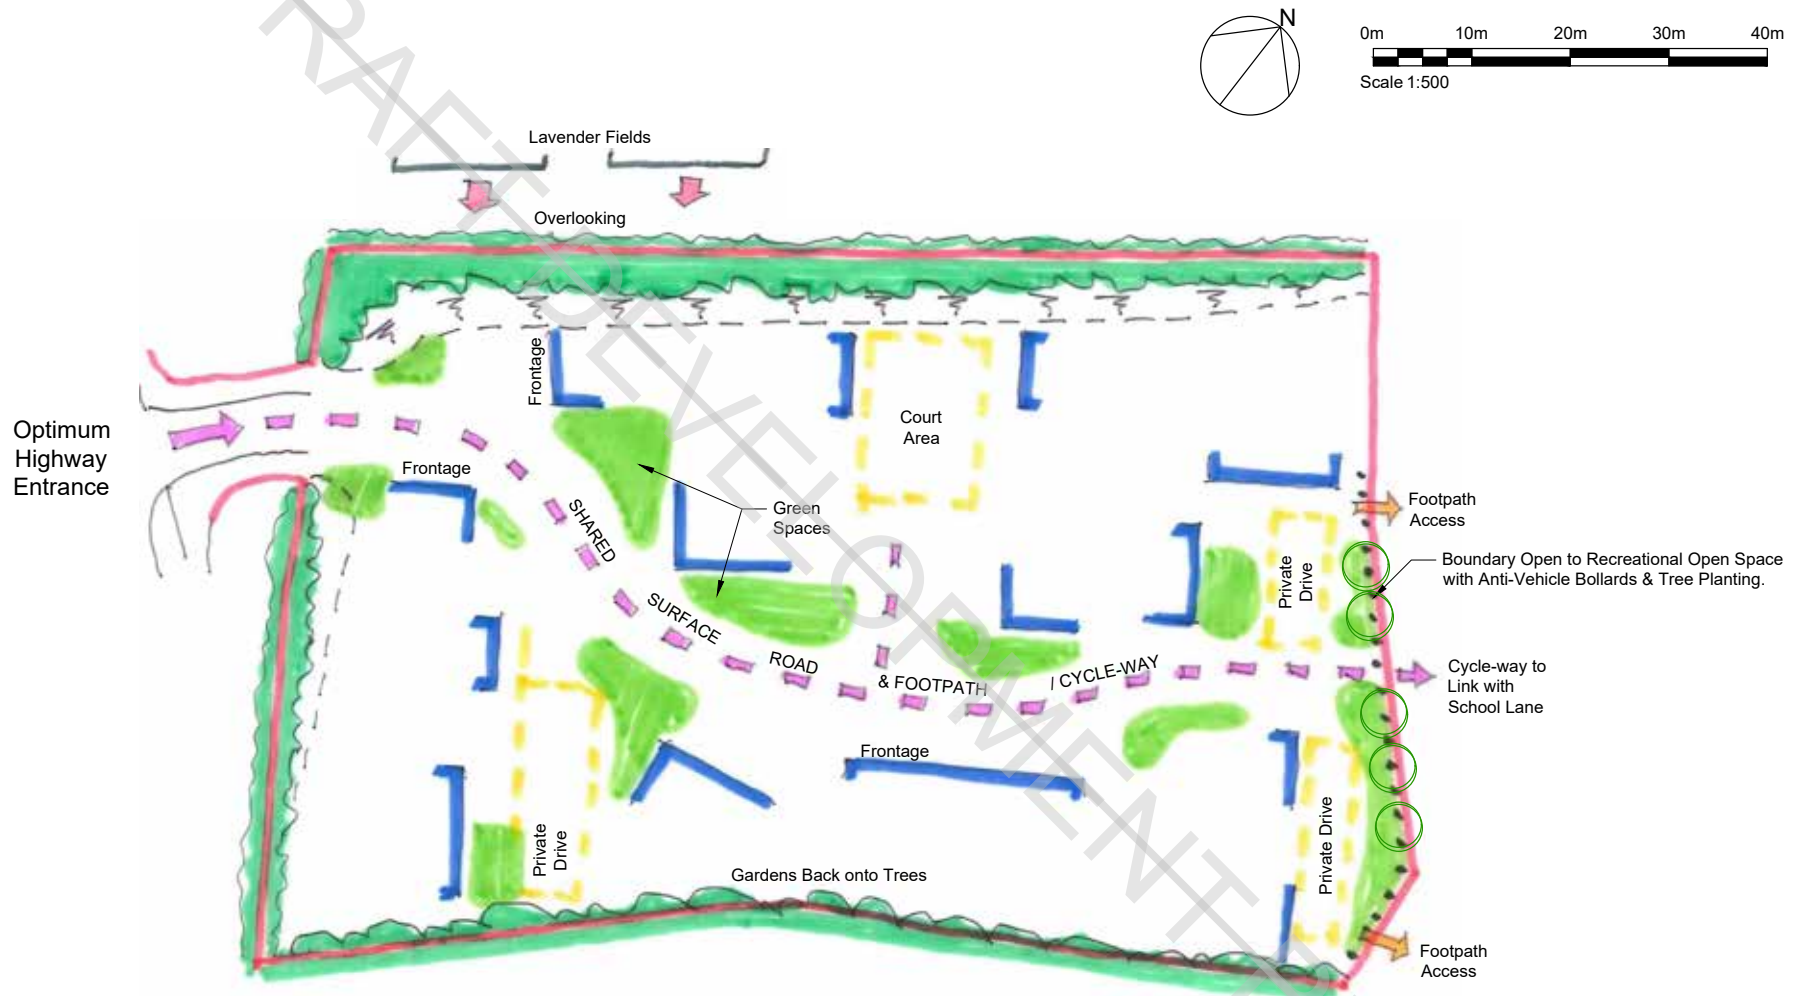 N
0m 10m 20m 30m 40m
Scale 1:500
Lavender Fields
Overlooking
Frontage
Court
Area
Optimum
Highway
Entrance
Frontage
Green
Spaces
Footpath
Access
Boundary Open to Recreational Open Space
with Anti-Vehicle Bollards & Tree Planting.
Private
Drive
SHARED
SURFACE
ROAD
& FOOTPATH
/ CYCLE-WAY
Cycle-way to
Link with
School Lane
Frontage
Private
Drive
Private Drive
Gardens Back onto Trees
Footpath
Access
RAFT DEVELOPMENT